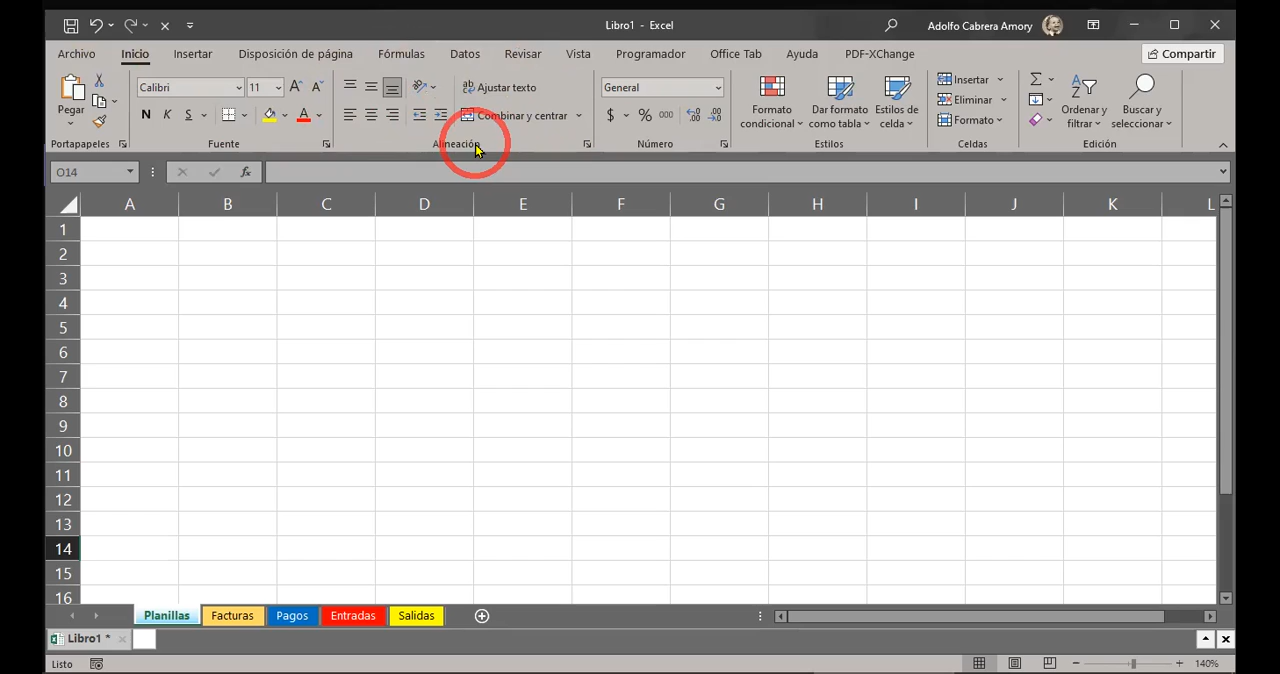 Libro1 - Excel
Adolfo Cabrera Amory
Archivo Inicio Insertar Disposición de página Fórmulas Datos Revisar Vista Programador Office Tab Ayuda PDF-XChange Compartir
Pegar
Calibri 11
N K S
A A
A
Ajustar texto
Combinar y centrar
General
$ % 000
Formato condicional
Dar formato como tabla
Estilos de celda
Insertar
Eliminar
Formato
Ordenar y filtrar
Buscar y seleccionar
Portapapeles Fuente Alineación Número Estilos Celdas Edición
O14 fx
A B C D E F G H I J K L
1
2
3
4
5
6
7
8
9
10
11
12
13
14
15
16
Planillas Facturas Pagos Entradas Salidas
Libro1 *
Listo 140%